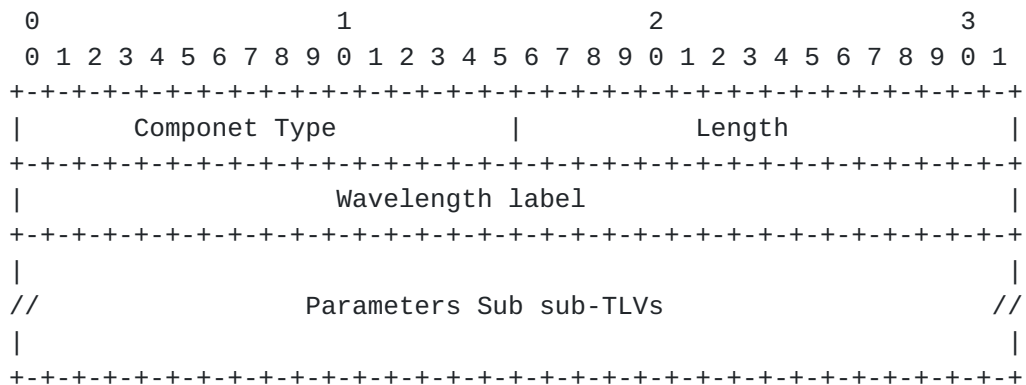 0                   1                   2                   3
 0 1 2 3 4 5 6 7 8 9 0 1 2 3 4 5 6 7 8 9 0 1 2 3 4 5 6 7 8 9 0 1
+-+-+-+-+-+-+-+-+-+-+-+-+-+-+-+-+-+-+-+-+-+-+-+-+-+-+-+-+-+-+-+-+
|       Componet Type           |           Length              |
+-+-+-+-+-+-+-+-+-+-+-+-+-+-+-+-+-+-+-+-+-+-+-+-+-+-+-+-+-+-+-+-+
|                    Wavelength label                           |
+-+-+-+-+-+-+-+-+-+-+-+-+-+-+-+-+-+-+-+-+-+-+-+-+-+-+-+-+-+-+-+-+
|                                                               |
//                 Parameters Sub sub-TLVs                     //
|                                                               |
+-+-+-+-+-+-+-+-+-+-+-+-+-+-+-+-+-+-+-+-+-+-+-+-+-+-+-+-+-+-+-+-+